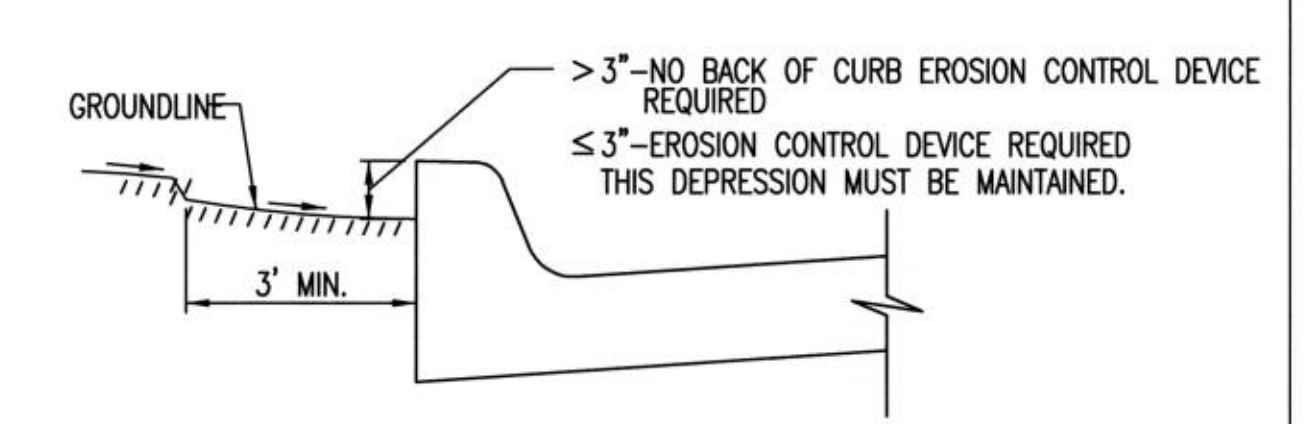 > 3"-NO BACK OF CURB EROSION CONTROL DEVICE
REQUIRED
GROUNDLINE
≤ 3"-EROSION CONTROL DEVICE REQUIRED
THIS DEPRESSION MUST BE MAINTAINED.
3' MIN.